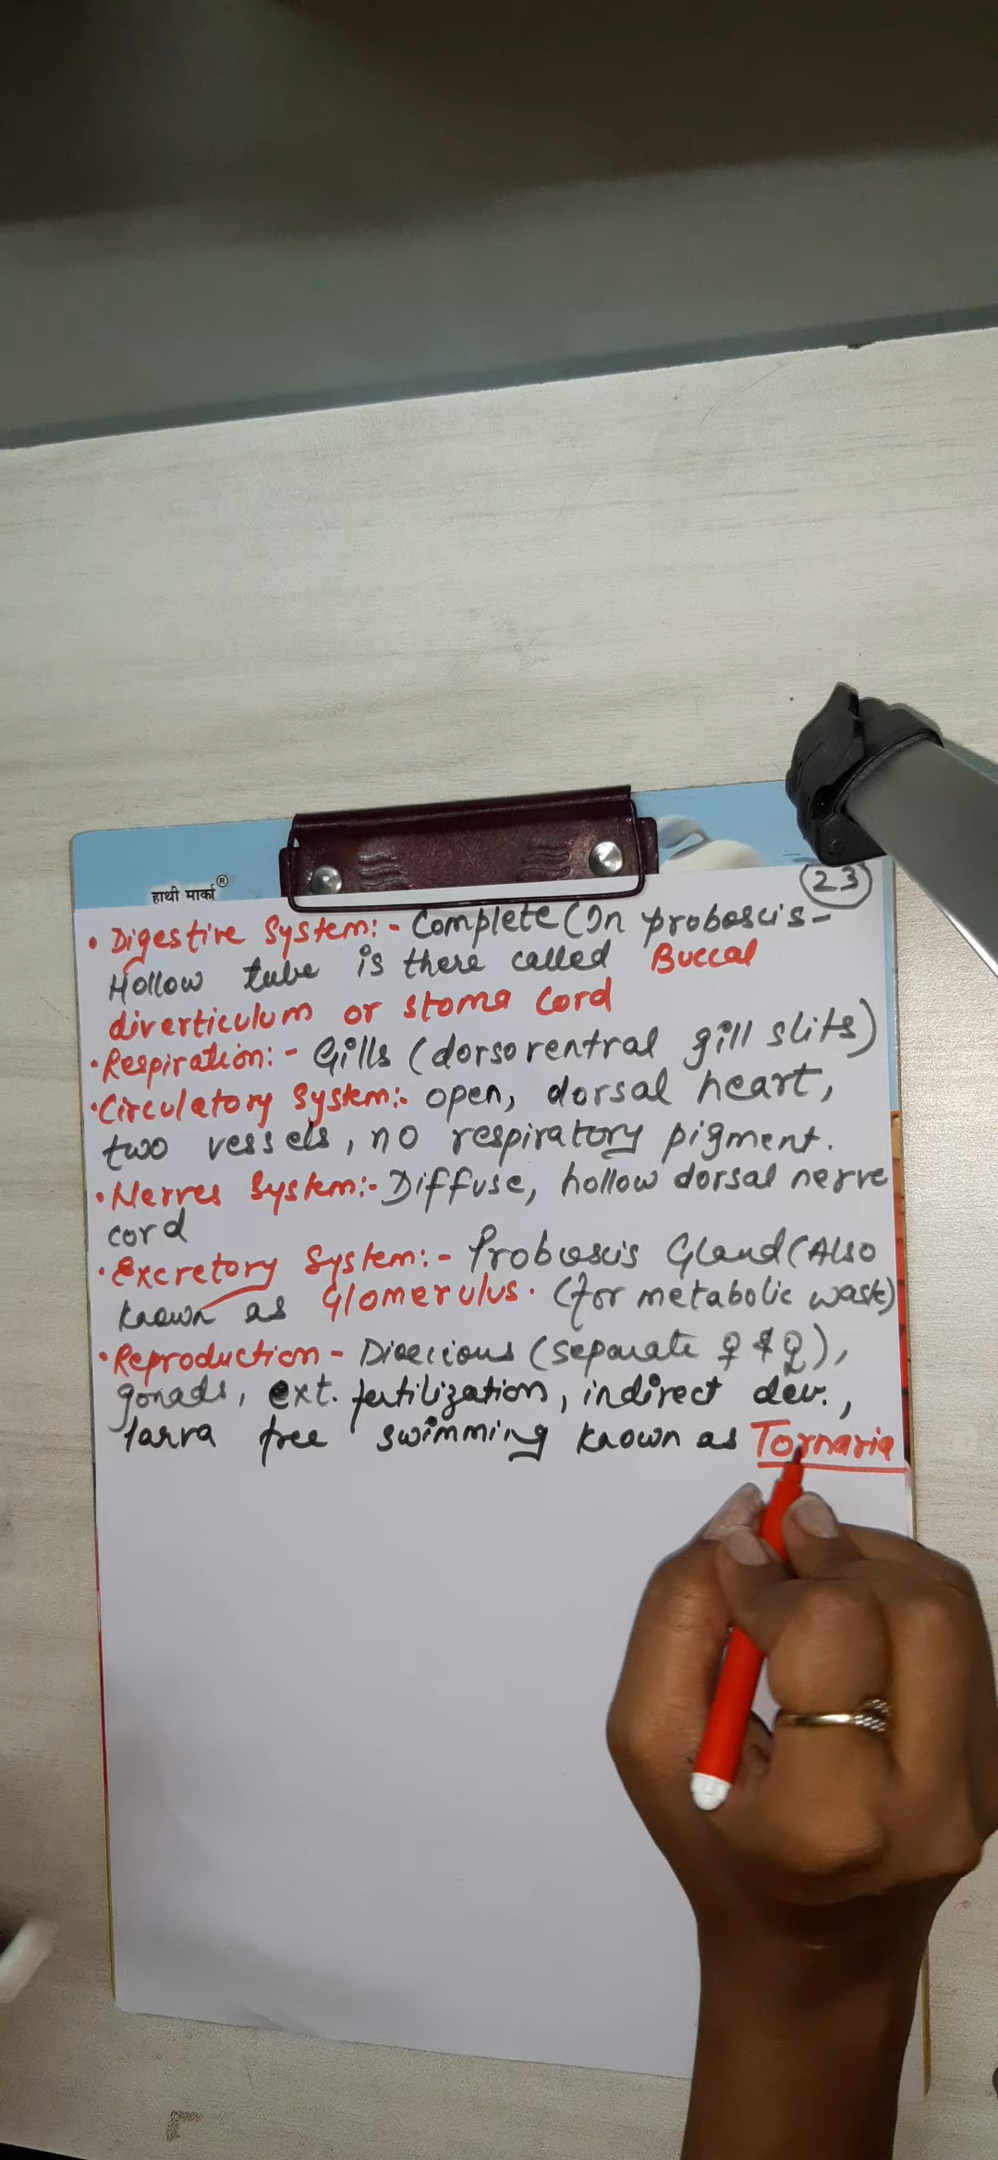 हाथी मार्का®
23
• Digestive System:- Complete (In proboscis-
Hollow tube is there called Buccal
diverticulum or stoma Cord
• Respiration:- Gills (dorsorentral gill slits)
• Circulatory System:- open, dorsal heart,
two vessels, no respiratory pigment.
• Nerves System:- Diffuse, hollow dorsal nerve
cord
• Excretory System:- Proboscis Gland (Also
known as Glomerulus. (for metabolic waste)
• Reproduction - Dioecious (separate ♀ & ♀),
gonads, ext. fertilization, indirect dev.,
larva free swimming known as Tornaria